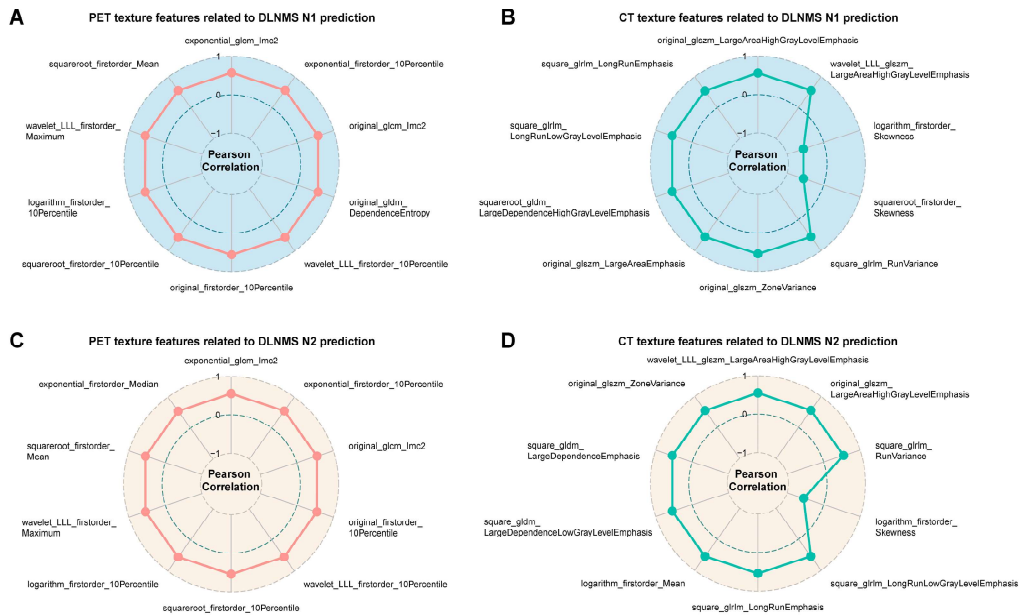 A
PET texture features related to DLNMS N1 prediction
exponential_glcm_Imc2
squareroot_firstorder_Mean
exponential_firstorder_10Percentile
wavelet_LLL_firstorder_
Maximum
original_glcm_Imc2
logarithm_firstorder_
10Percentile
original_gldm_
DependenceEntropy
squareroot_firstorder_10Percentile
wavelet_LLL_firstorder_10Percentile
original_firstorder_10Percentile
1
0
−1
Pearson
Correlation
B
CT texture features related to DLNMS N1 prediction
original_glszm_LargeAreaHighGrayLevelEmphasis
square_glrlm_LongRunEmphasis
wavelet_LLL_glszm_
LargeAreaHighGrayLevelEmphasis
square_glrlm_
LongRunLowGrayLevelEmphasis
logarithm_firstorder_
Skewness
squareroot_gldm_
LargeDependenceHighGrayLevelEmphasis
squareroot_firstorder_
Skewness
original_glszm_LargeAreaEmphasis
square_glrlm_RunVariance
original_glszm_ZoneVariance
1
0
−1
Pearson
Correlation
C
PET texture features related to DLNMS N2 prediction
exponential_glcm_Imc2
exponential_firstorder_Median
exponential_firstorder_10Percentile
squareroot_firstorder_
Mean
original_glcm_Imc2
wavelet_LLL_firstorder_
Maximum
original_firstorder_
10Percentile
logarithm_firstorder_10Percentile
wavelet_LLL_firstorder_10Percentile
squareroot_firstorder_10Percentile
1
0
−1
Pearson
Correlation
D
CT texture features related to DLNMS N2 prediction
wavelet_LLL_glszm_LargeAreaHighGrayLevelEmphasis
original_glszm_ZoneVariance
original_glszm_
LargeAreaHighGrayLevelEmphasis
square_gldm_
LargeDependenceEmphasis
square_glrlm_
RunVariance
square_gldm_
LargeDependenceLowGrayLevelEmphasis
logarithm_firstorder_
Skewness
logarithm_firstorder_Mean
square_glrlm_LongRunLowGrayLevelEmphasis
square_glrlm_LongRunEmphasis
1
0
−1
Pearson
Correlation